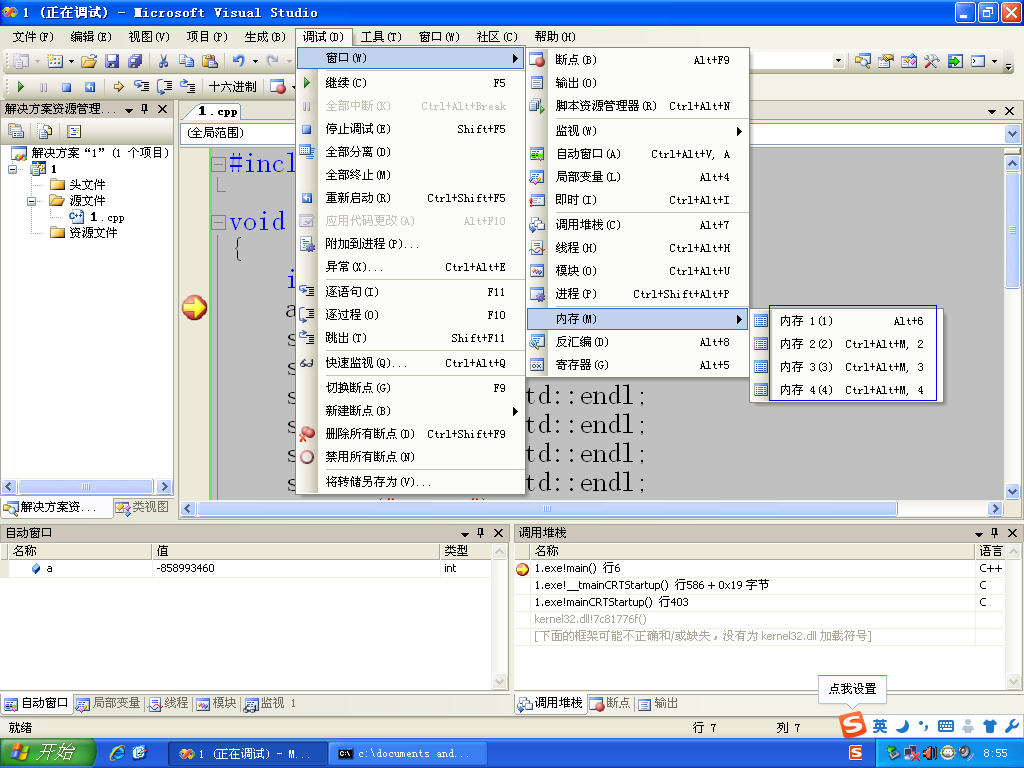 1 (正在调试) - Microsoft Visual Studio
文件(F) 编辑(E) 视图(V) 项目(P) 生成(B) 调试(D) 工具(T) 窗口(W) 社区(C) 帮助(H)
十六进制
解决方案资源管理...
解决方案“1”(1 个项目)
1
头文件
源文件
1.cpp
资源文件
解决方案资... 类视图
1.cpp
(全局范围)
#incl
void
{
i
a
s
s
s td::endl;
s td::endl;
s td::endl;
s td::endl;
窗口(W)
继续(C) F5
全部中断(K) Ctrl+Alt+Break
停止调试(E) Shift+F5
全部分离(D)
全部终止(M)
重新启动(R) Ctrl+Shift+F5
应用代码更改(A) Alt+F10
附加到进程(P)...
异常(X)... Ctrl+Alt+E
逐语句(I) F11
逐过程(O) F10
跳出(T) Shift+F11
快速监视(Q)... Ctrl+Alt+Q
切换断点(G) F9
新建断点(B)
删除所有断点(D) Ctrl+Shift+F9
禁用所有断点(N)
将转储另存为(V)...
断点(B) Alt+F9
输出(O)
脚本资源管理器(R) Ctrl+Alt+N
监视(W)
自动窗口(A) Ctrl+Alt+V, A
局部变量(L) Alt+4
即时(I) Ctrl+Alt+I
调用堆栈(C) Alt+7
线程(H) Ctrl+Alt+H
模块(O) Ctrl+Alt+U
进程(P) Ctrl+Shift+Alt+P
内存(M)
反汇编(D) Alt+8
寄存器(G) Alt+5
内存 1(1) Alt+6
内存 2(2) Ctrl+Alt+M, 2
内存 3(3) Ctrl+Alt+M, 3
内存 4(4) Ctrl+Alt+M, 4
自动窗口
名称 值 类型
a -858993460 int
自动窗口 局部变量 线程 模块 监视 1
调用堆栈
名称 语言
1.exe!main() 行6 C++
1.exe!__tmainCRTStartup() 行586 + 0x19 字节 C
1.exe!mainCRTStartup() 行403 C
kernel32.dll!7c81776f()
[下面的框架可能不正确和/或缺失，没有为 kernel32.dll 加载符号]
调用堆栈 断点 输出
点我设置
就绪 行 7 列 7
英
开始 1 (正在调试) - M... c:\documents and... 8:55